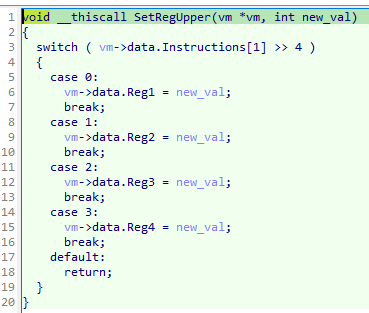 1 void __thiscall SetRegUpper(vm *vm, int new_val)
2 {
3   switch ( vm->data.Instructions[1] >> 4 )
4   {
5     case 0:
6       vm->data.Reg1 = new_val;
7       break;
8     case 1:
9       vm->data.Reg2 = new_val;
10       break;
11     case 2:
12       vm->data.Reg3 = new_val;
13       break;
14     case 3:
15       vm->data.Reg4 = new_val;
16       break;
17     default:
18       return;
19   }
20 }